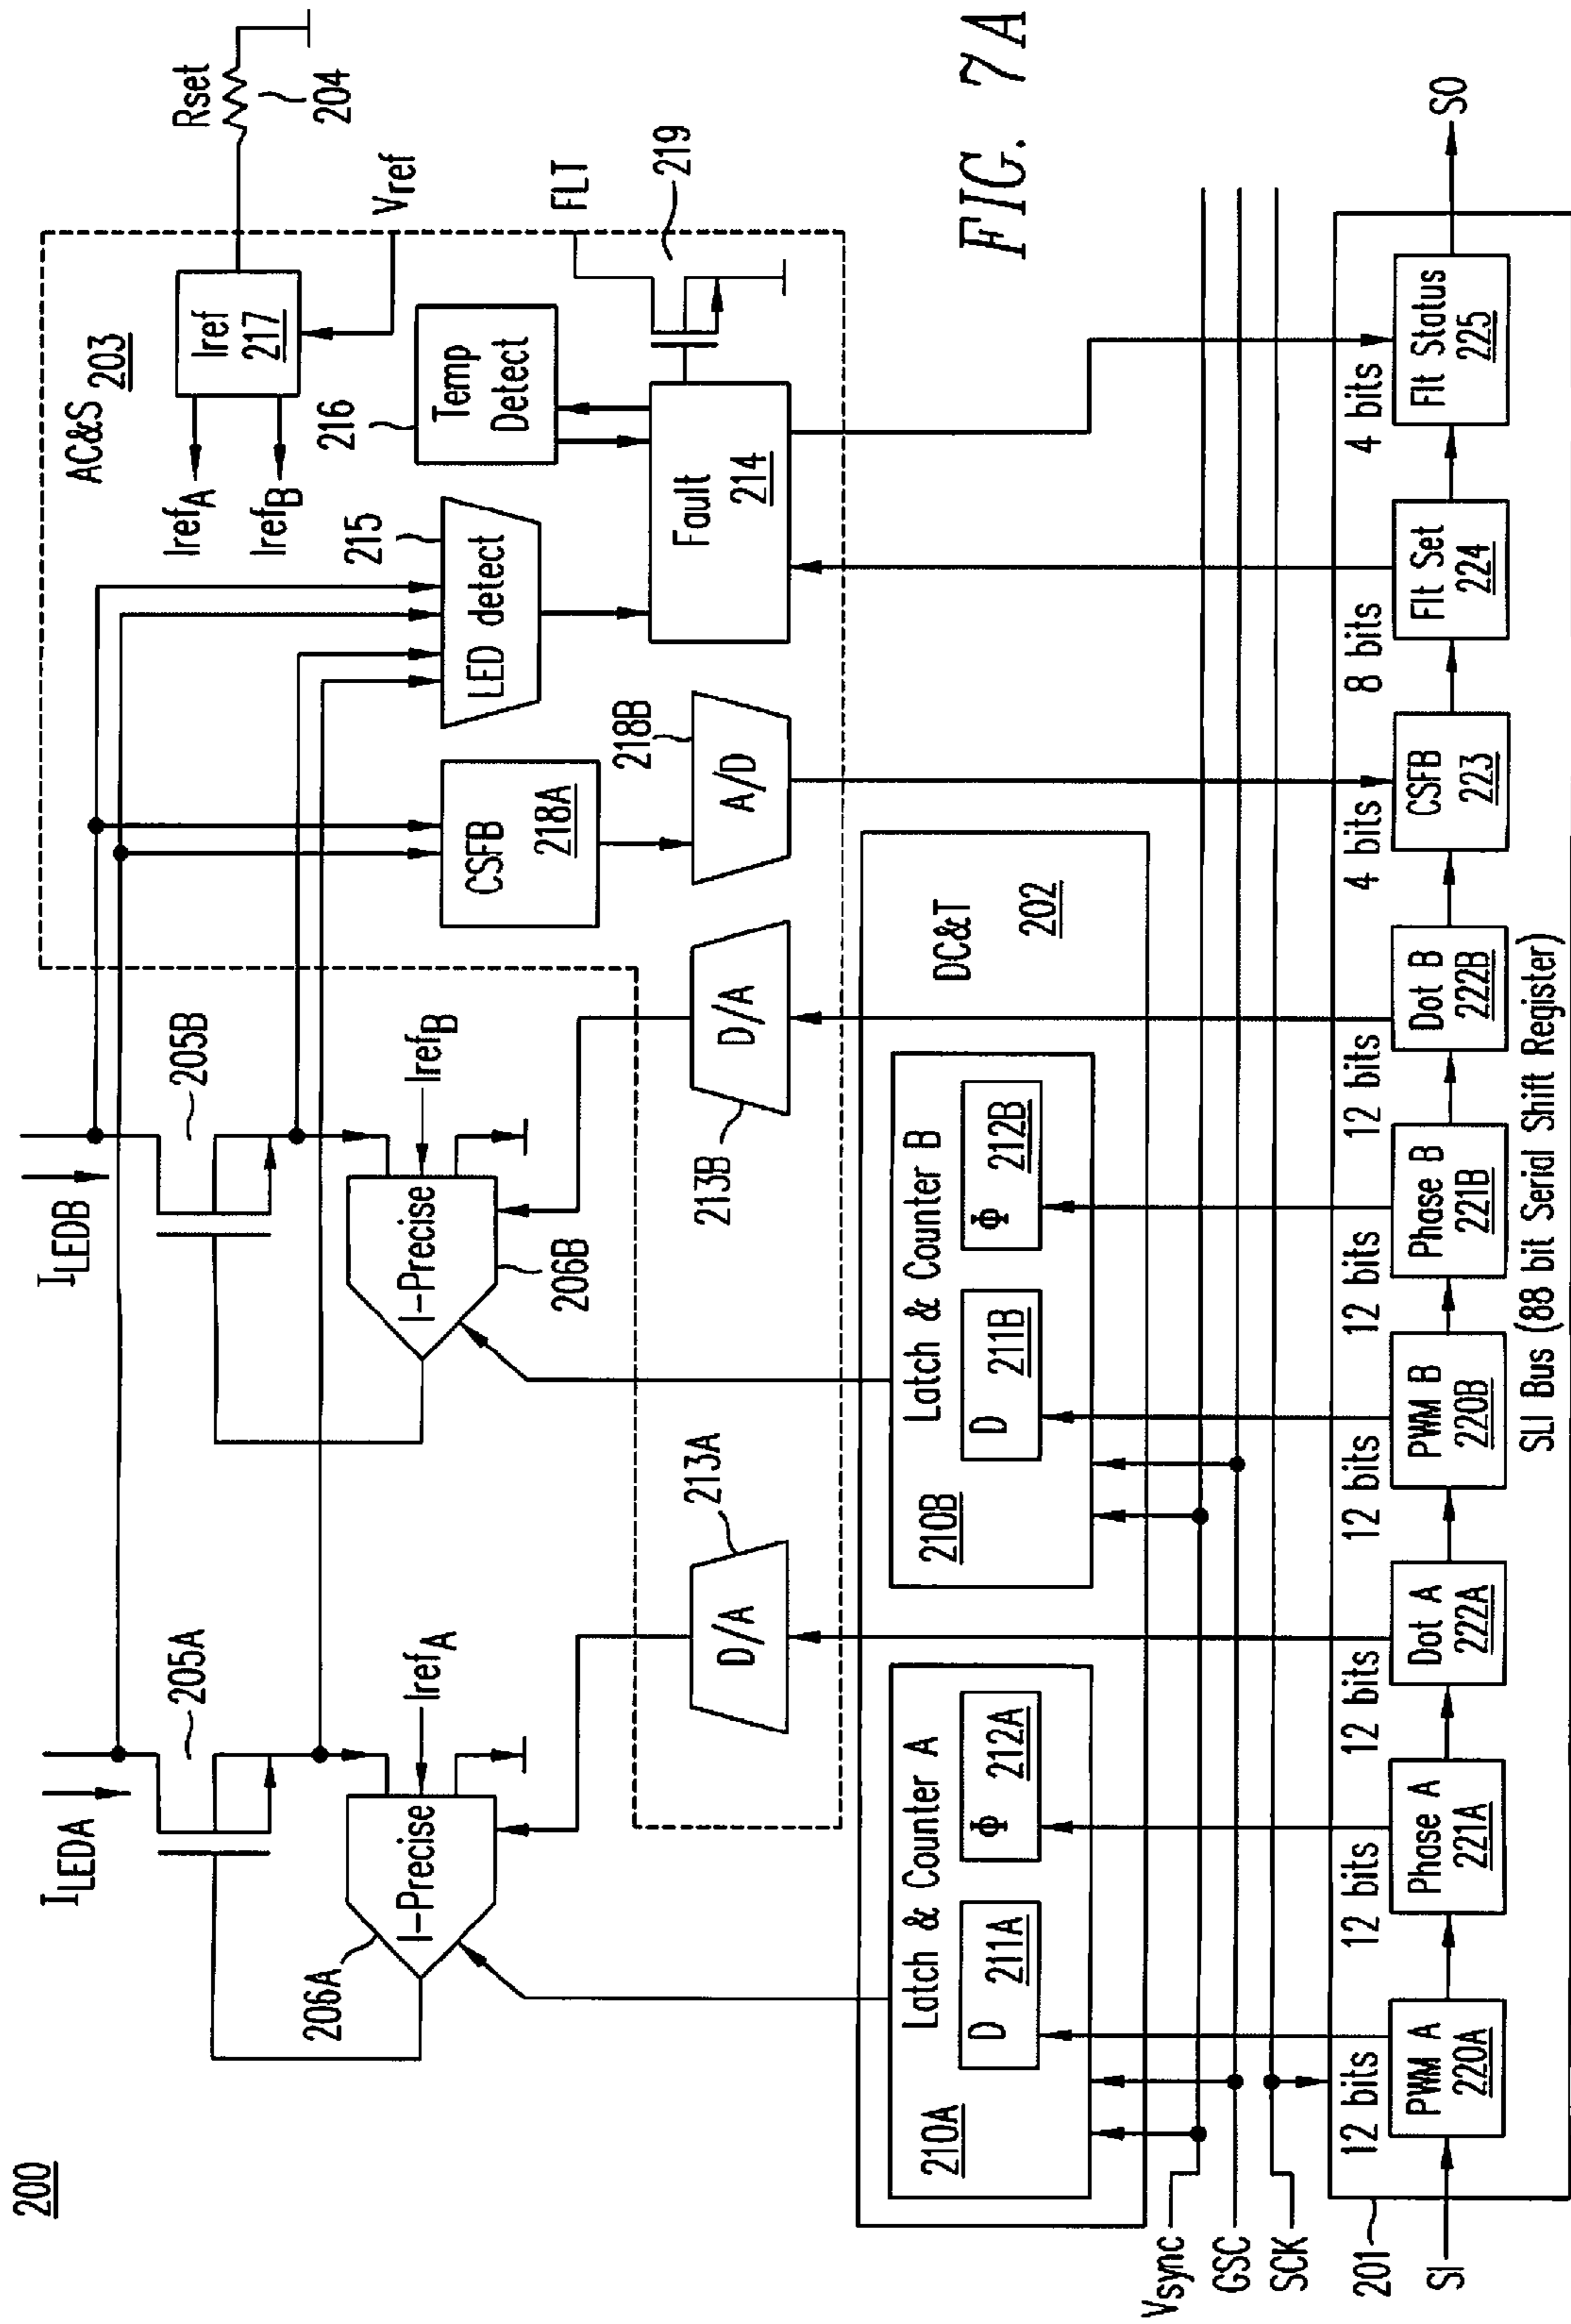 200
I LEDA
205A
I LEDB
205B
AC&S 203
Iref
217
Rset
204
IrefA
IrefB
Vref
206A
I-Precise
IrefA
I-Precise
IrefB
206B
CSFB
218A
LED detect
215
216
Temp
Detect
FLT
219
213A
D/A
213B
D/A
218B
A/D
Fault
214
FIG. 7A
DC&T
202
Latch & Counter A
210A
D
211A
Φ
212A
Latch & Counter B
210B
D
211B
Φ
212B
Vsync
GSC
SCK
201
SI
12 bits
PWM A
220A
12 bits
Phase A
221A
12 bits
Dot A
222A
12 bits
PWM B
220B
12 bits
Phase B
221B
12 bits
Dot B
222B
4 bits
CSFB
223
8 bits
Flt Set
224
4 bits
Flt Status
225
SO
SLI Bus (88 bit Serial Shift Register)